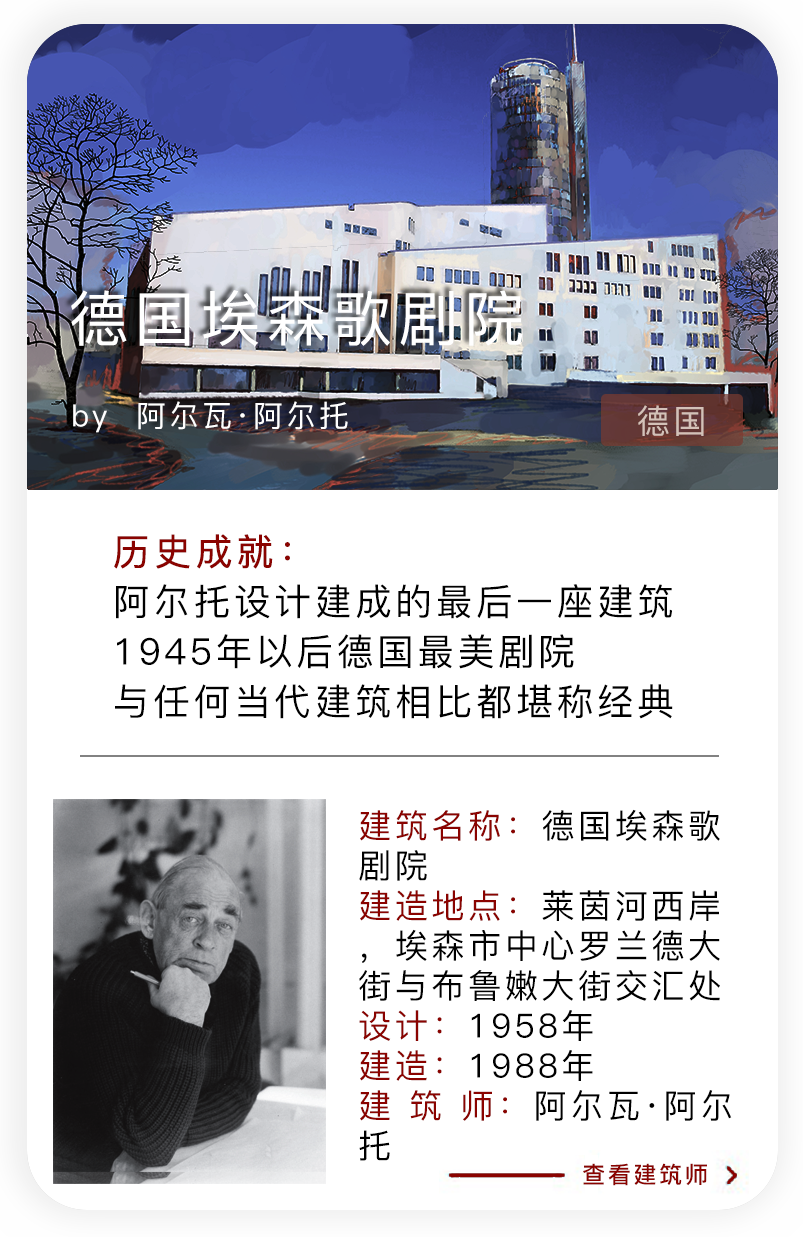 德国埃森歌剧院
by 阿尔瓦·阿尔托
德国
历史成就：
阿尔托设计建成的最后一座建筑
1945年以后德国最美剧院
与任何当代建筑相比都堪称经典
建筑名称：德国埃森歌
剧院
建造地点：莱茵河西岸
，埃森市中心罗兰德大
街与布鲁嫩大街交汇处
设计：1958年
建造：1988年
建 筑 师：阿尔瓦·阿尔
托
查看建筑师 >